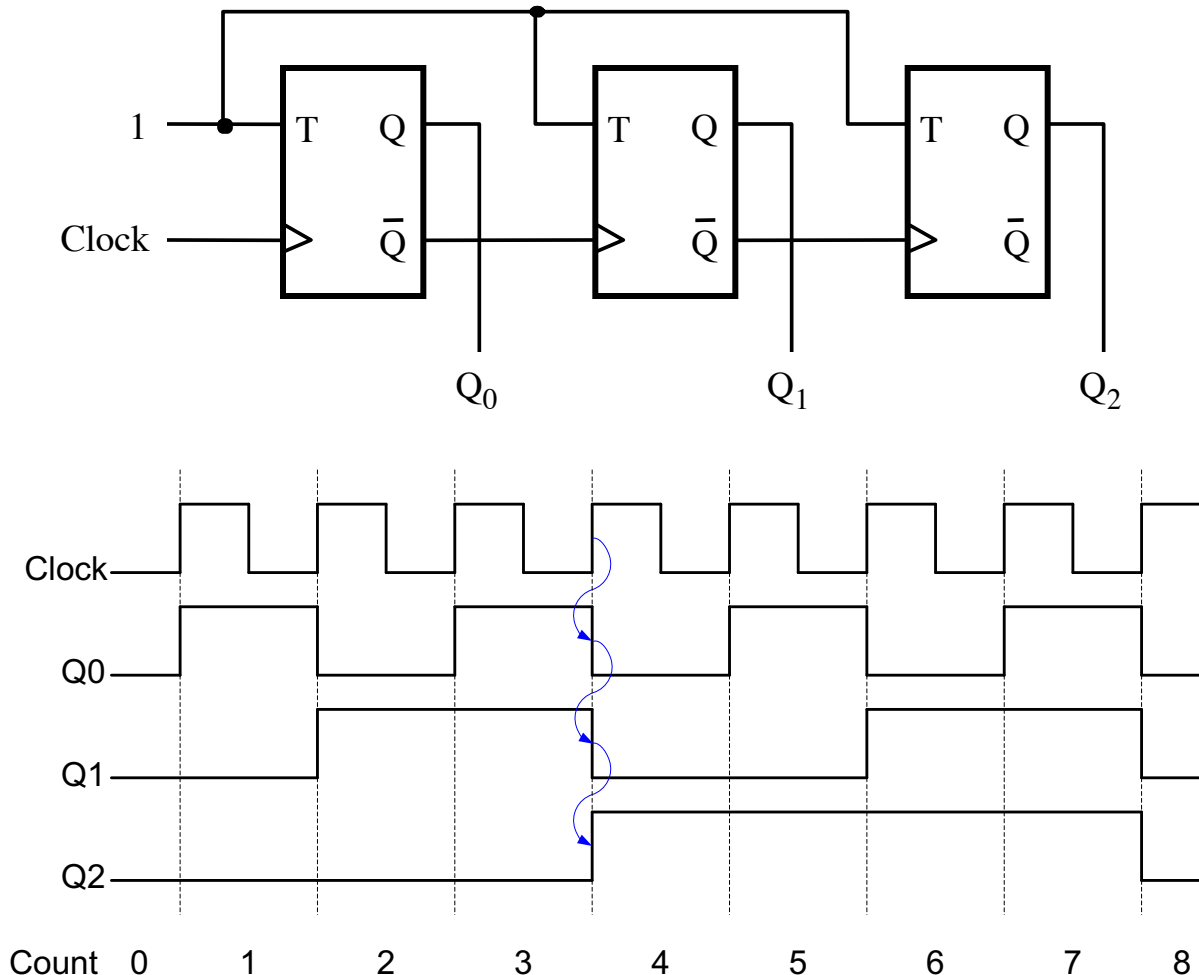 1 T Q T Q T Q
Clock Q̅ Q̅ Q̅
Q₀ Q₁ Q₂
Clock
Q0
Q1
Q2
Count 0 1 2 3 4 5 6 7 8